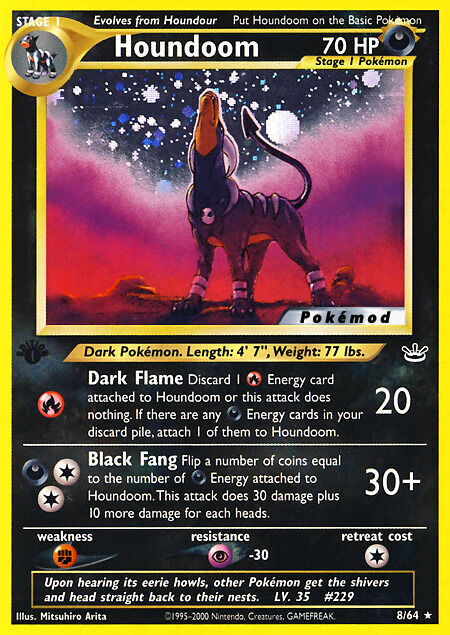 STAGE 1 Evolves from Houndour Put Houndoom on the Basic Pokémon
Houndoom 70 HP
Stage 1 Pokémon
Pokémod
EDITION 1
Dark Pokémon. Length: 4' 7", Weight: 77 lbs.
Dark Flame Discard 1 Energy card
attached to Houndoom or this attack does
nothing. If there are any Energy cards in your
discard pile, attach 1 of them to Houndoom.
20
Black Fang Flip a number of coins equal
to the number of Energy attached to
Houndoom. This attack does 30 damage plus
10 more damage for each heads.
30+
weakness resistance retreat cost
-30
Upon hearing its eerie howls, other Pokémon get the shivers
and head straight back to their nests. LV. 35 #229
Illus. Mitsuhiro Arita ©1995-2000 Nintendo, Creatures, GAMEFREAK. 8/64 ★